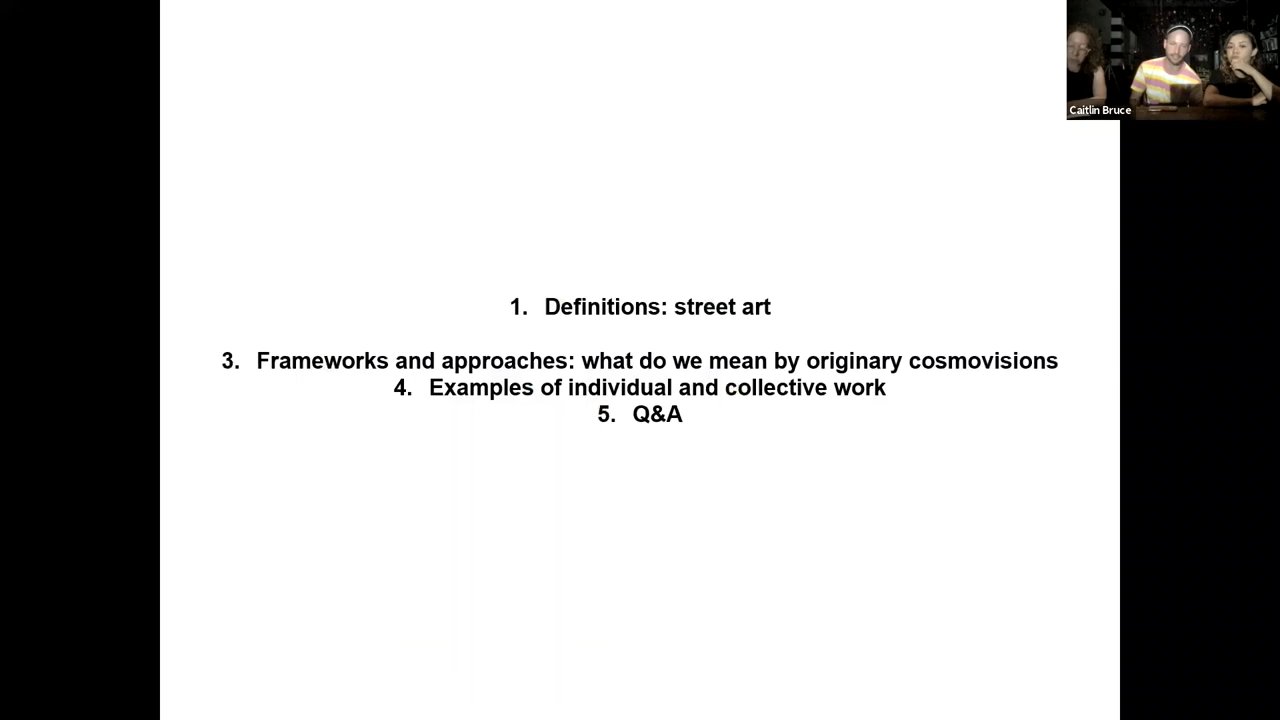 Caitlin Bruce
1. Definitions: street art
3. Frameworks and approaches: what do we mean by originary cosmovisions
4. Examples of individual and collective work
5. Q&A